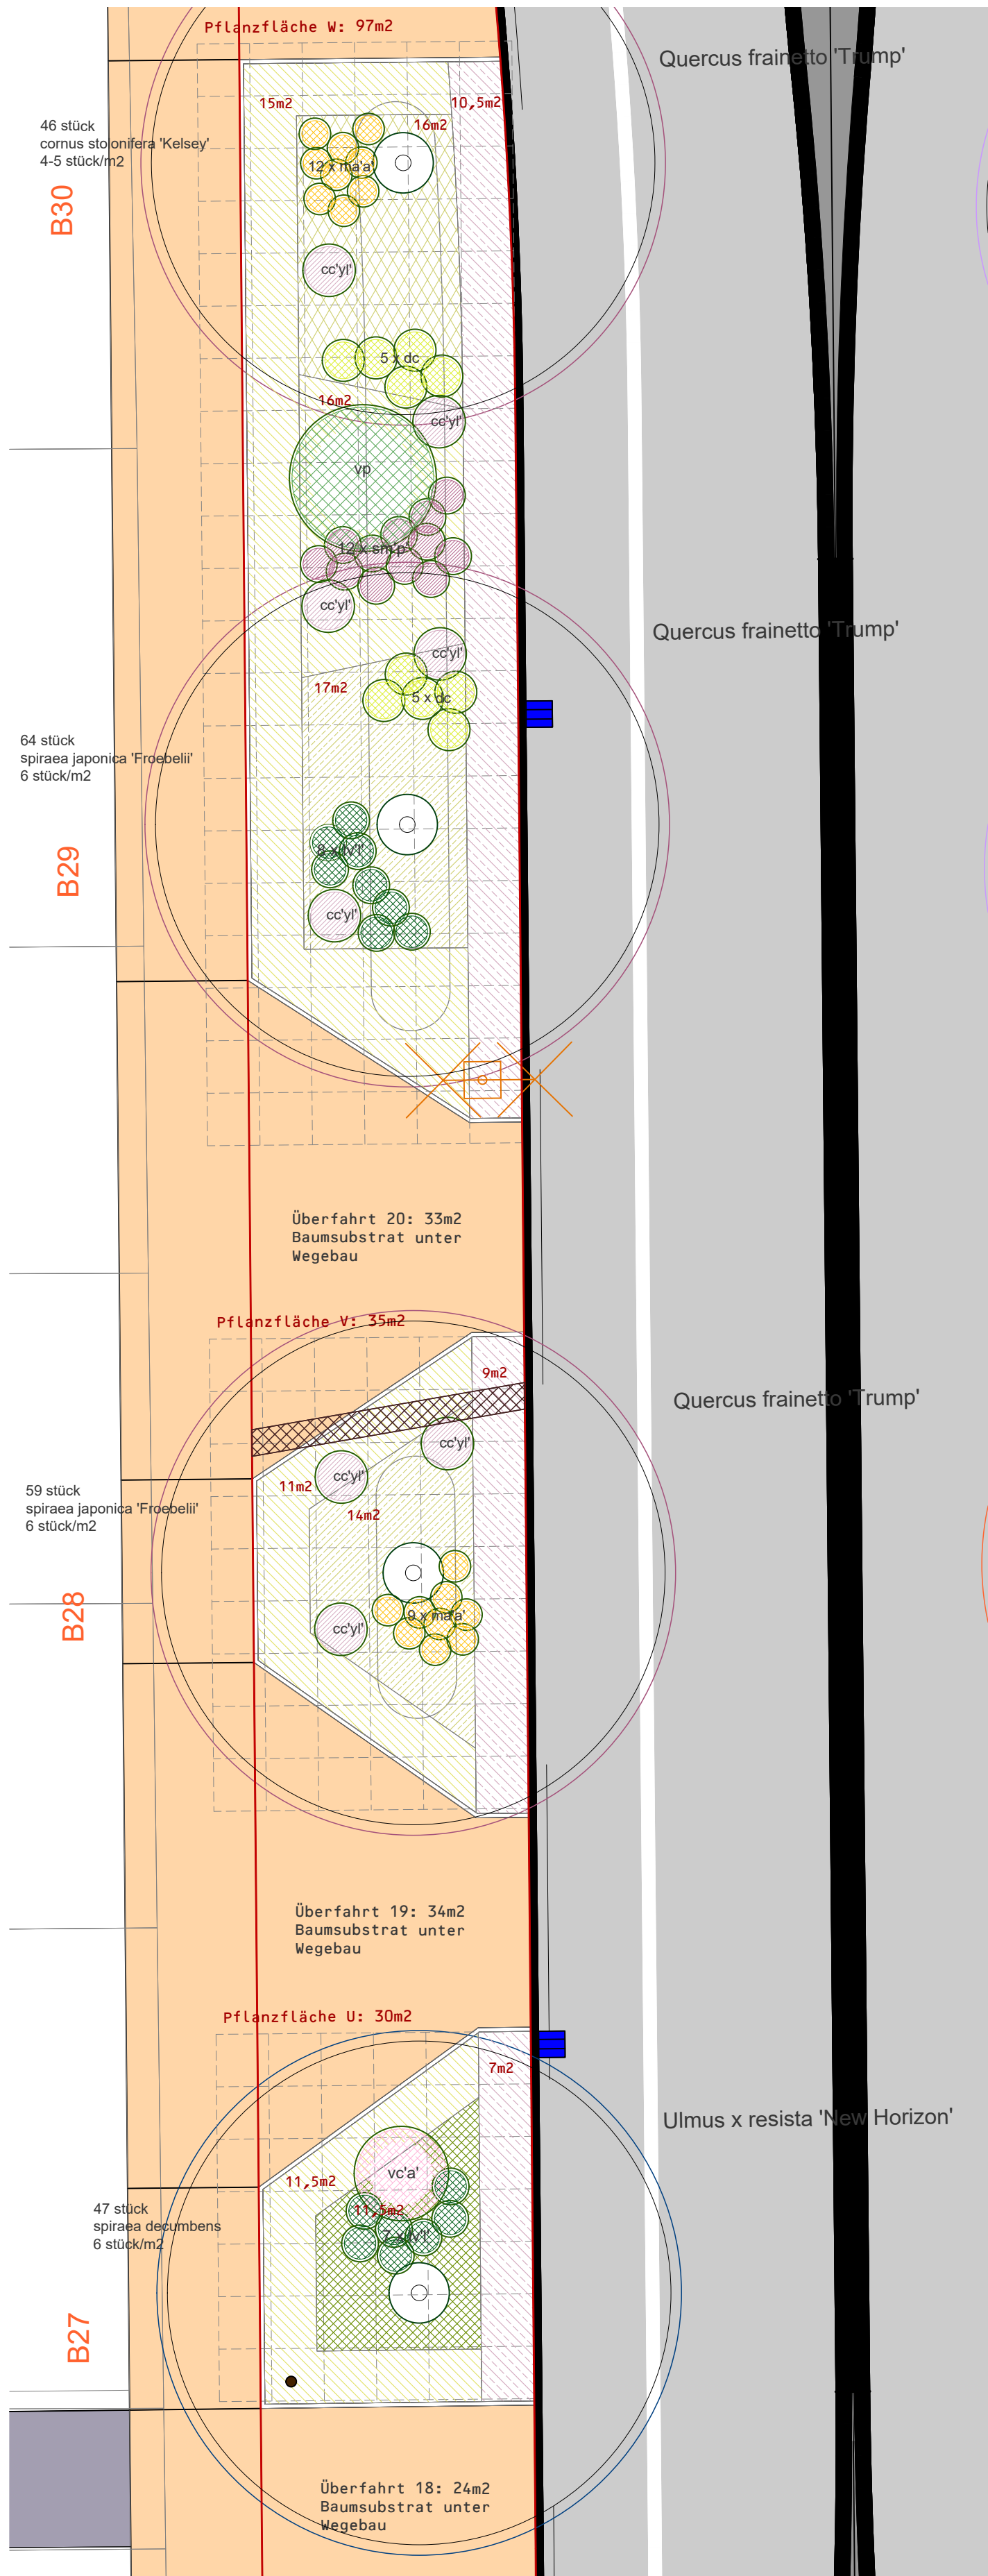 Pflanzfläche W: 97m2
Quercus frainetto 'Trump'
15m2
10,5m2
16m2
46 stück
cornus stolonifera 'Kelsey'
4-5 stück/m2
12 x ma'a'
B30
cc'yl'
5 x dc
16m2
cc'yl'
vp
12 x sm'p'
cc'yl'
Quercus frainetto 'Trump'
cc'yl'
17m2
5 x dc
64 stück
spiraea japonica 'Froebelii'
6 stück/m2
8 x lv'l'
B29
cc'yl'
Überfahrt 20: 33m2
Baumsubstrat unter
Wegebau
Pflanzfläche V: 35m2
9m2
Quercus frainetto 'Trump'
cc'yl'
cc'yl'
11m2
14m2
59 stück
spiraea japonica 'Froebelii'
6 stück/m2
B28
9 x ma'a'
cc'yl'
Überfahrt 19: 34m2
Baumsubstrat unter
Wegebau
Pflanzfläche U: 30m2
7m2
Ulmus x resista 'New Horizon'
vc'a'
11,5m2
11,5m2
47 stück
spiraea decumbens
6 stück/m2
7 x lv'l'
B27
Überfahrt 18: 24m2
Baumsubstrat unter
Wegebau